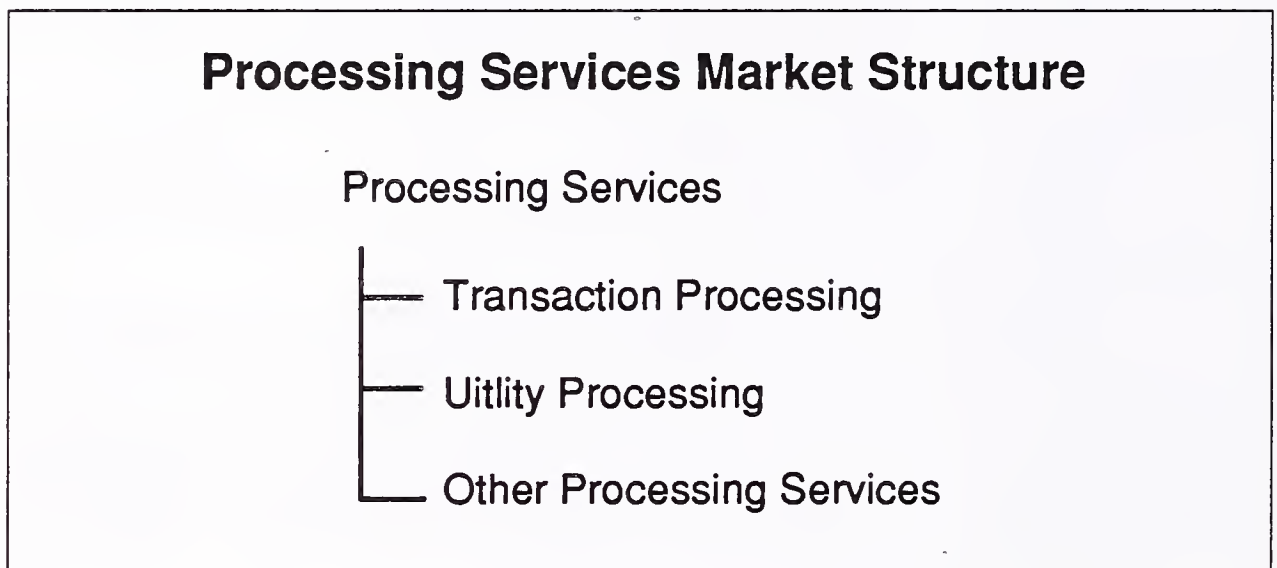 Processing Services Market Structure
Processing Services
Transaction Processing
Uitlity Processing
Other Processing Services